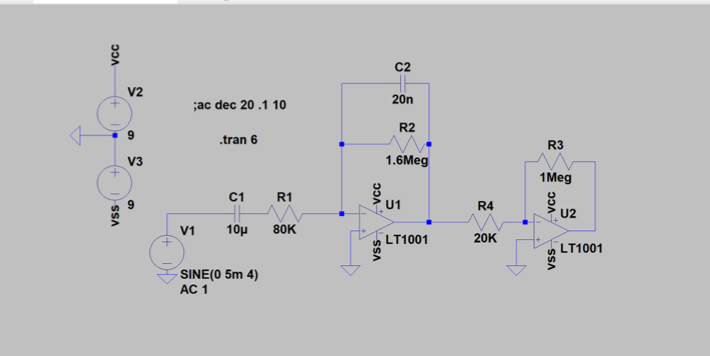 vcc
V2
9
V3
9
vss
;ac dec 20 .1 10
.tran 6
V1
SINE(0 5m 4)
AC 1
C1
10µ
R1
80K
C2
20n
R2
1.6Meg
vcc
U1
LT1001
vss
R4
20K
R3
1Meg
vcc
U2
LT1001
vss